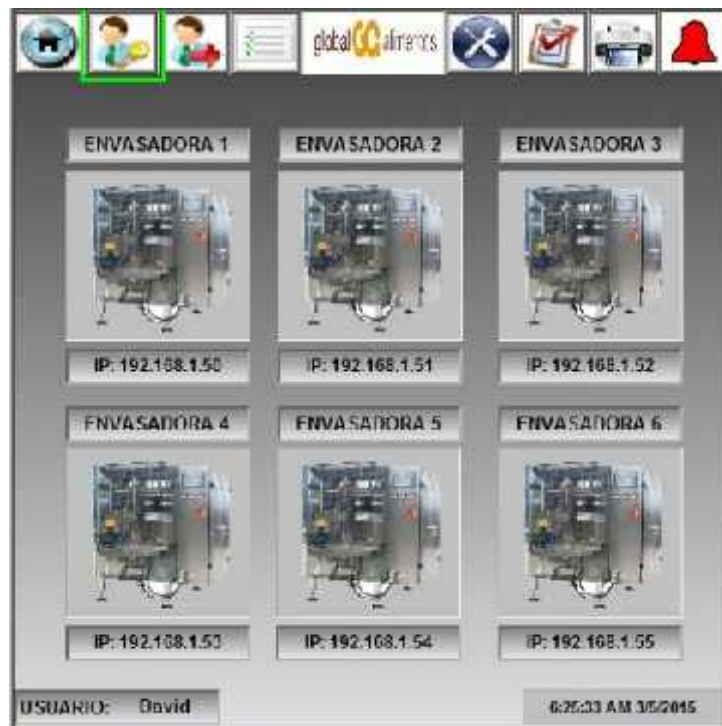 global GC alimentos
ENVASADORA 1 ENVASADORA 2 ENVASADORA 3
IP: 192.168.1.50 IP: 192.168.1.51 IP: 192.168.1.52
ENVASADORA 4 ENVASADORA 5 ENVASADORA 6
IP: 192.168.1.53 IP: 192.168.1.54 IP: 192.168.1.55
USUARIO: David 6:25:33 AM 3/5/2015